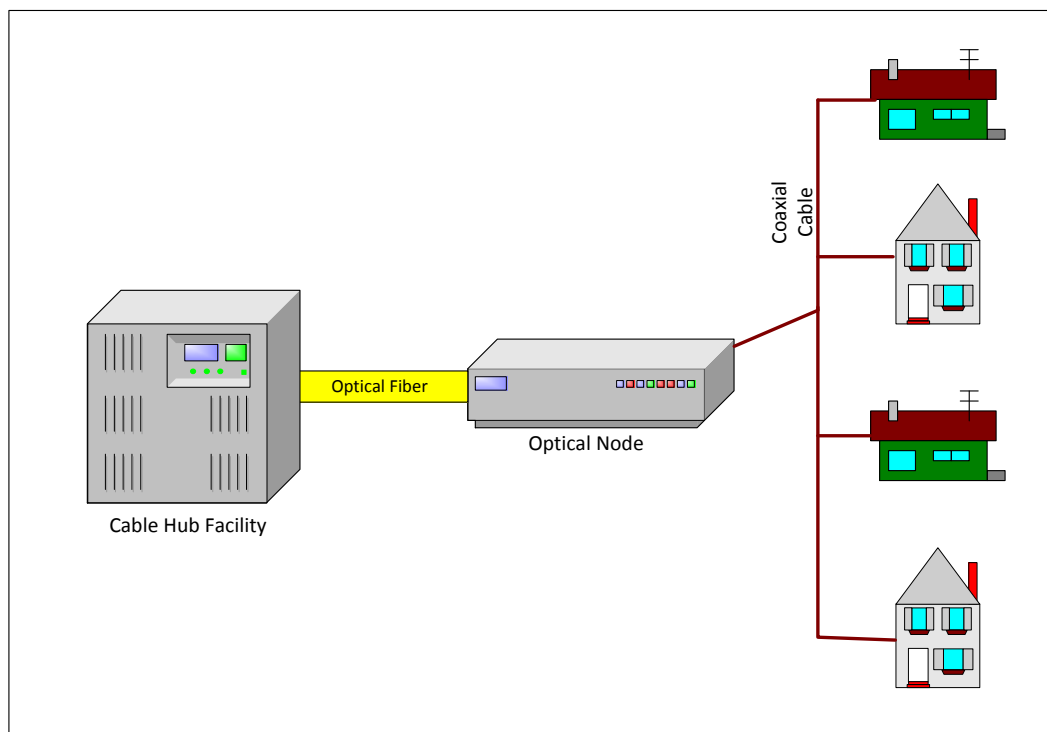 Coaxial
Cable
Optical Fiber
Optical Node
Cable Hub Facility